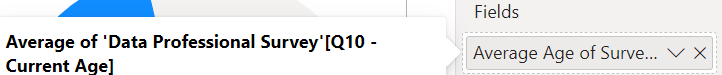 Fields
Average of 'Data Professional Survey'[Q10 -
Current Age]
Average Age of Surve...